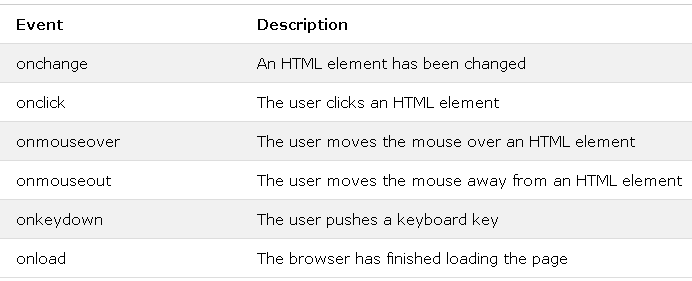 Event Description
onchange An HTML element has been changed
onclick The user clicks an HTML element
onmouseover The user moves the mouse over an HTML element
onmouseout The user moves the mouse away from an HTML element
onkeydown The user pushes a keyboard key
onload The browser has finished loading the page